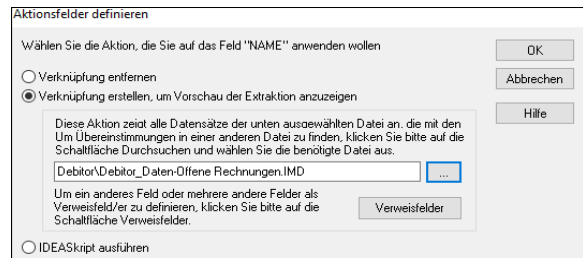 Aktionsfelder definieren
Wählen Sie die Aktion, die Sie auf das Feld "NAME" anwenden wollen
OK
Verknüpfung entfernen
Abbrechen
Verknüpfung erstellen, um Vorschau der Extraktion anzuzeigen
Hilfe
Diese Aktion zeigt alle Datensätze der unten ausgewählten Datei an, die mit den
Um Übereinstimmungen in einer anderen Datei zu finden, klicken Sie bitte auf die
Schaltfläche Durchsuchen und wählen Sie die benötigte Datei aus.
Debitor\Debitor_Daten-Offene Rechnungen.IMD
...
Um ein anderes Feld oder mehrere andere Felder als
Verweisfeld/er zu definieren, klicken Sie bitte auf die
Schaltfläche Verweisfelder.
Verweisfelder
IDEASkript ausführen